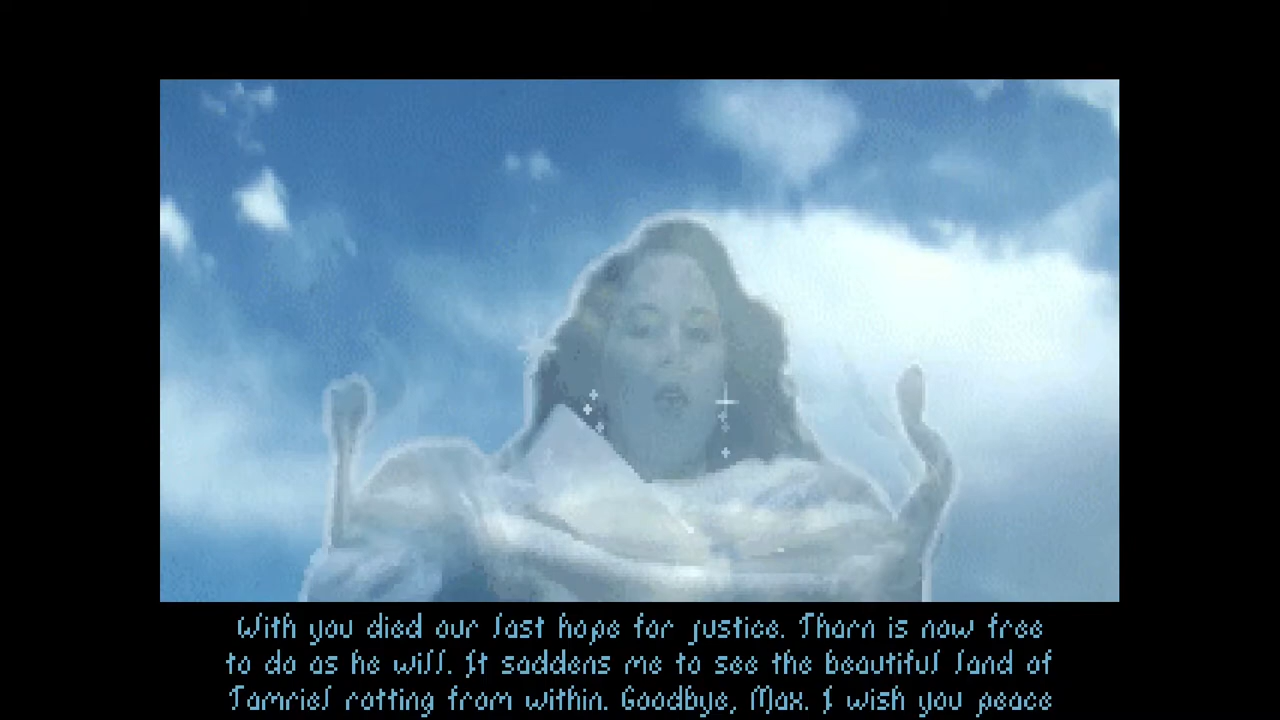 With you died our last hope for justice. Tharn is now free
to do as he will. It saddens me to see the beautiful land of
Tamriel rotting from within. Goodbye, Max. I wish you peace